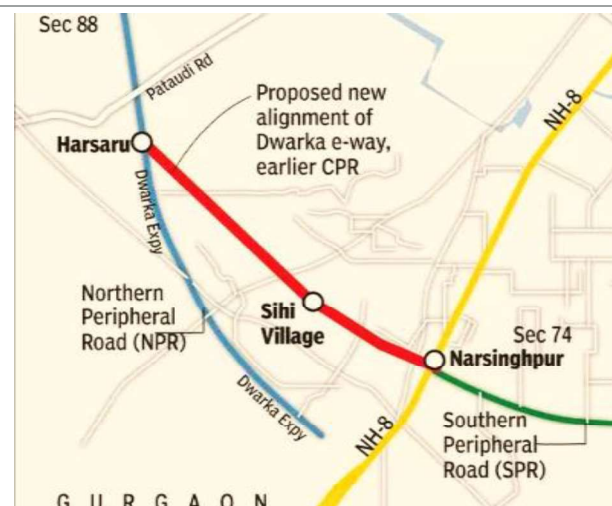 Sec 88
Pataudi Rd
Proposed new
alignment of
Dwarka e-way,
earlier CPR
NH-8
Harsaru
Dwarka Expy
Northern
Peripheral
Road (NPR)
Sihi
Village
Sec 74
Narsinghpur
Dwarka Expy
NH-8
Southern
Peripheral
Road (SPR)
GURGAON